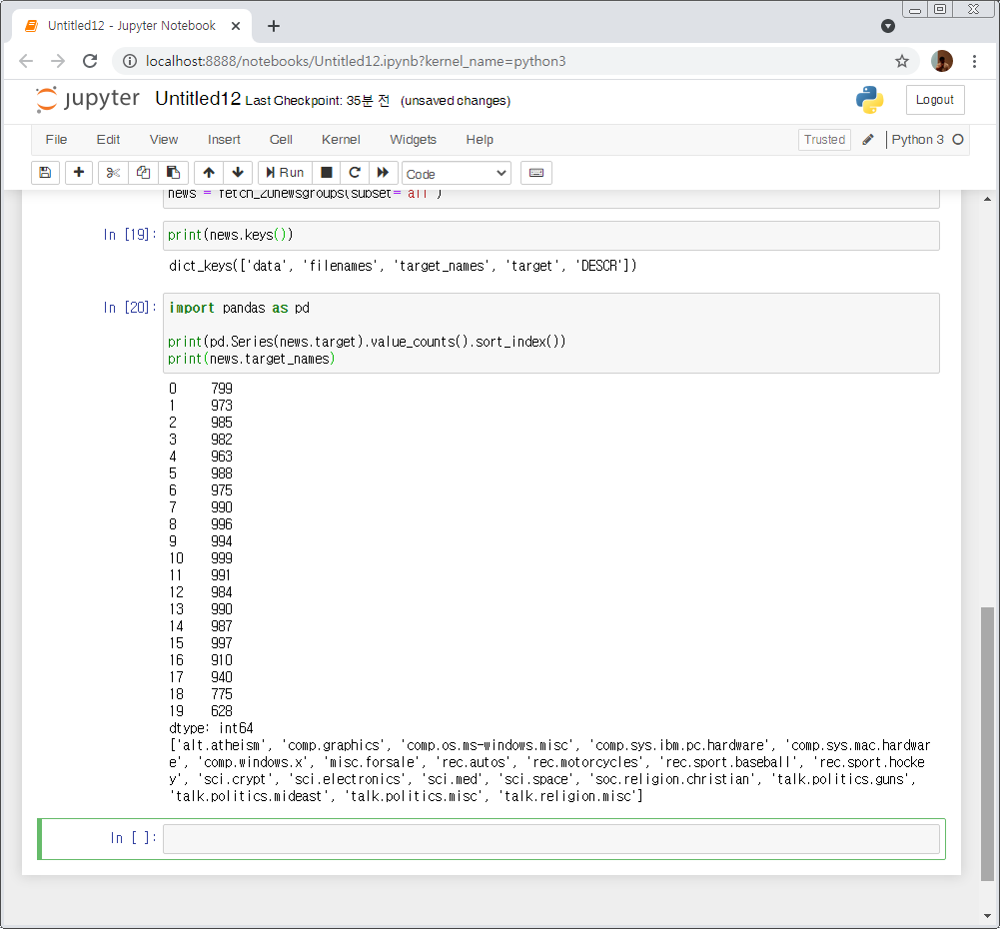 Untitled12 - Jupyter Notebook
localhost:8888/notebooks/Untitled12.ipynb?kernel_name=python3
jupyter Untitled12 Last Checkpoint: 35분 전 (unsaved changes)
Logout
File Edit View Insert Cell Kernel Widgets Help
Trusted
Python 3
Run
Code
news = fetch_20newsgroups(subset='all')
In [19]: print(news.keys())
dict_keys(['data', 'filenames', 'target_names', 'target', 'DESCR'])
In [20]: import pandas as pd
print(pd.Series(news.target).value_counts().sort_index())
print(news.target_names)
0 799
1 973
2 985
3 982
4 963
5 988
6 975
7 990
8 996
9 994
10 999
11 991
12 984
13 990
14 987
15 997
16 910
17 940
18 775
19 628
dtype: int64
['alt.atheism', 'comp.graphics', 'comp.os.ms-windows.misc', 'comp.sys.ibm.pc.hardware', 'comp.sys.mac.hardwar
e', 'comp.windows.x', 'misc.forsale', 'rec.autos', 'rec.motorcycles', 'rec.sport.baseball', 'rec.sport.hocke
y', 'sci.crypt', 'sci.electronics', 'sci.med', 'sci.space', 'soc.religion.christian', 'talk.politics.guns',
'talk.politics.mideast', 'talk.politics.misc', 'talk.religion.misc']
In [ ]: